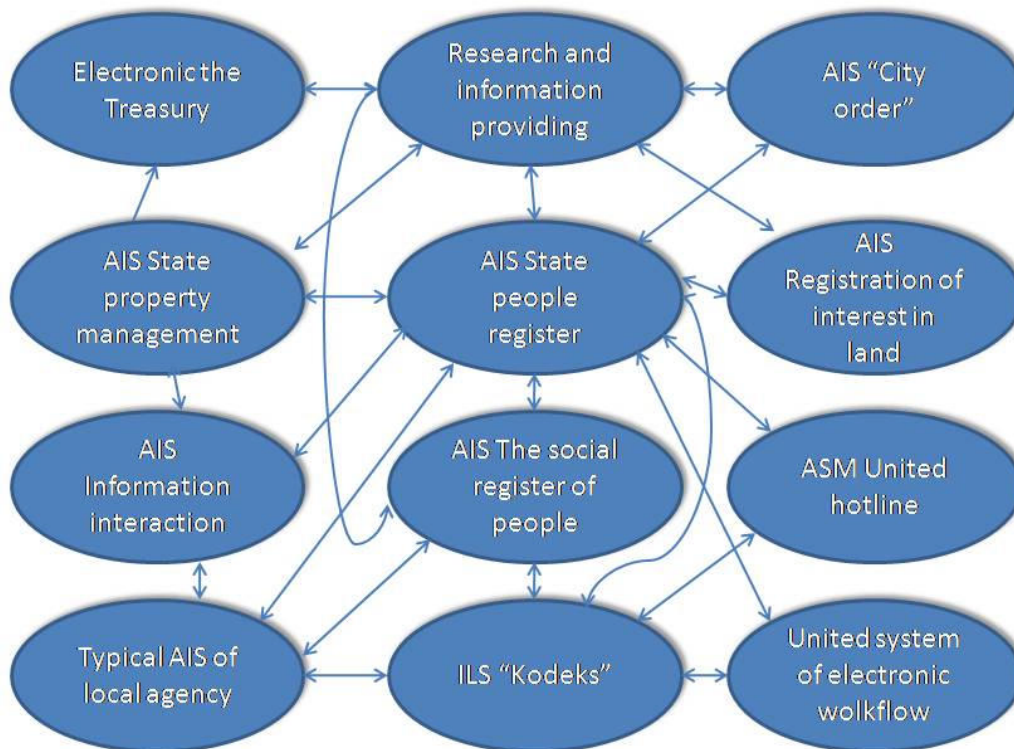 Electronic the
Treasury
Research and
information
providing
AIS “City
order”
AIS State
property
management
AIS State
people
register
AIS
Registration of
interest in
land
AIS
Information
interaction
AIS The social
register of
people
ASM United
hotline
Typical AIS of
local agency
ILS “Kodeks”
United system
of electronic
wolkflow